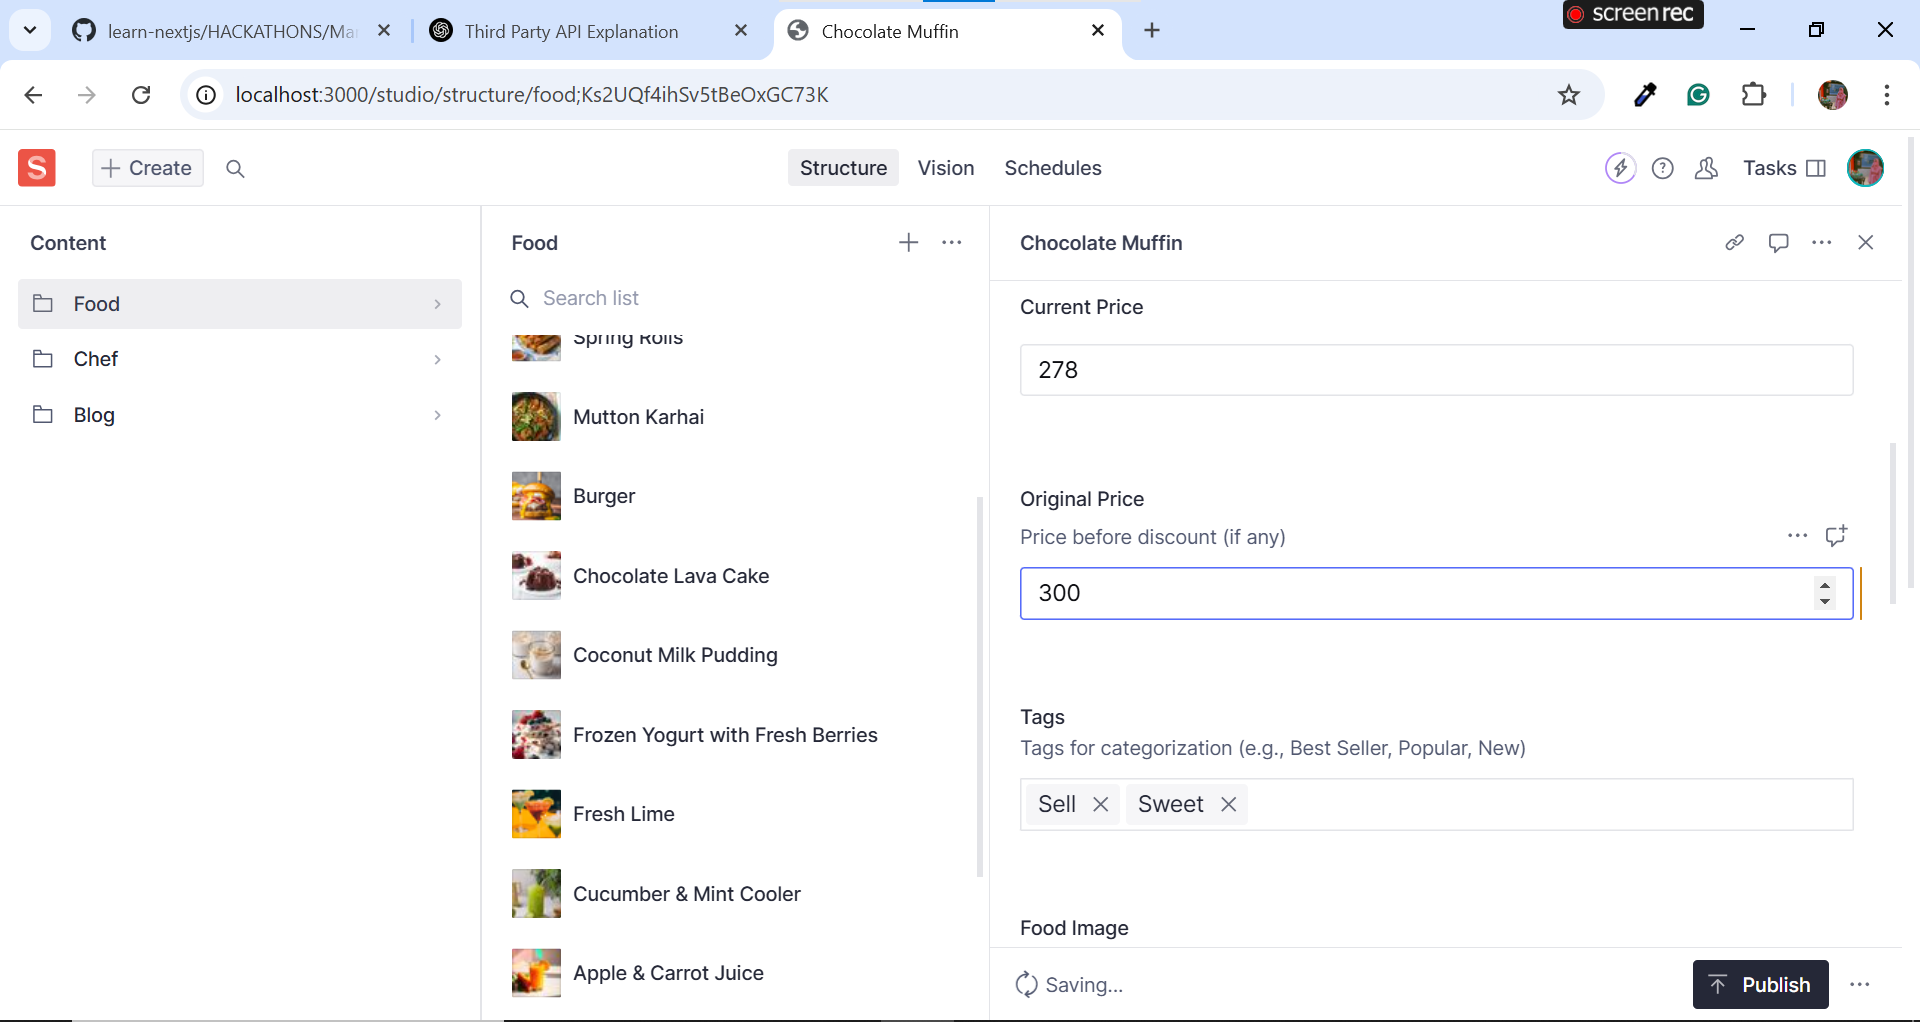 learn-nextjs/HACKATHONS/Ma
Third Party API Explanation
Chocolate Muffin
screenrec
localhost:3000/studio/structure/food;Ks2UQf4ihSv5tBeOxGC73K
S
Create
Structure
Vision
Schedules
Tasks
Content
Food
Chef
Blog
Food
Search list
Spring Rolls
Mutton Karhai
Burger
Chocolate Lava Cake
Coconut Milk Pudding
Frozen Yogurt with Fresh Berries
Fresh Lime
Cucumber & Mint Cooler
Apple & Carrot Juice
Chocolate Muffin
Current Price
278
Original Price
Price before discount (if any)
300
Tags
Tags for categorization (e.g., Best Seller, Popular, New)
Sell
Sweet
Food Image
Saving...
Publish